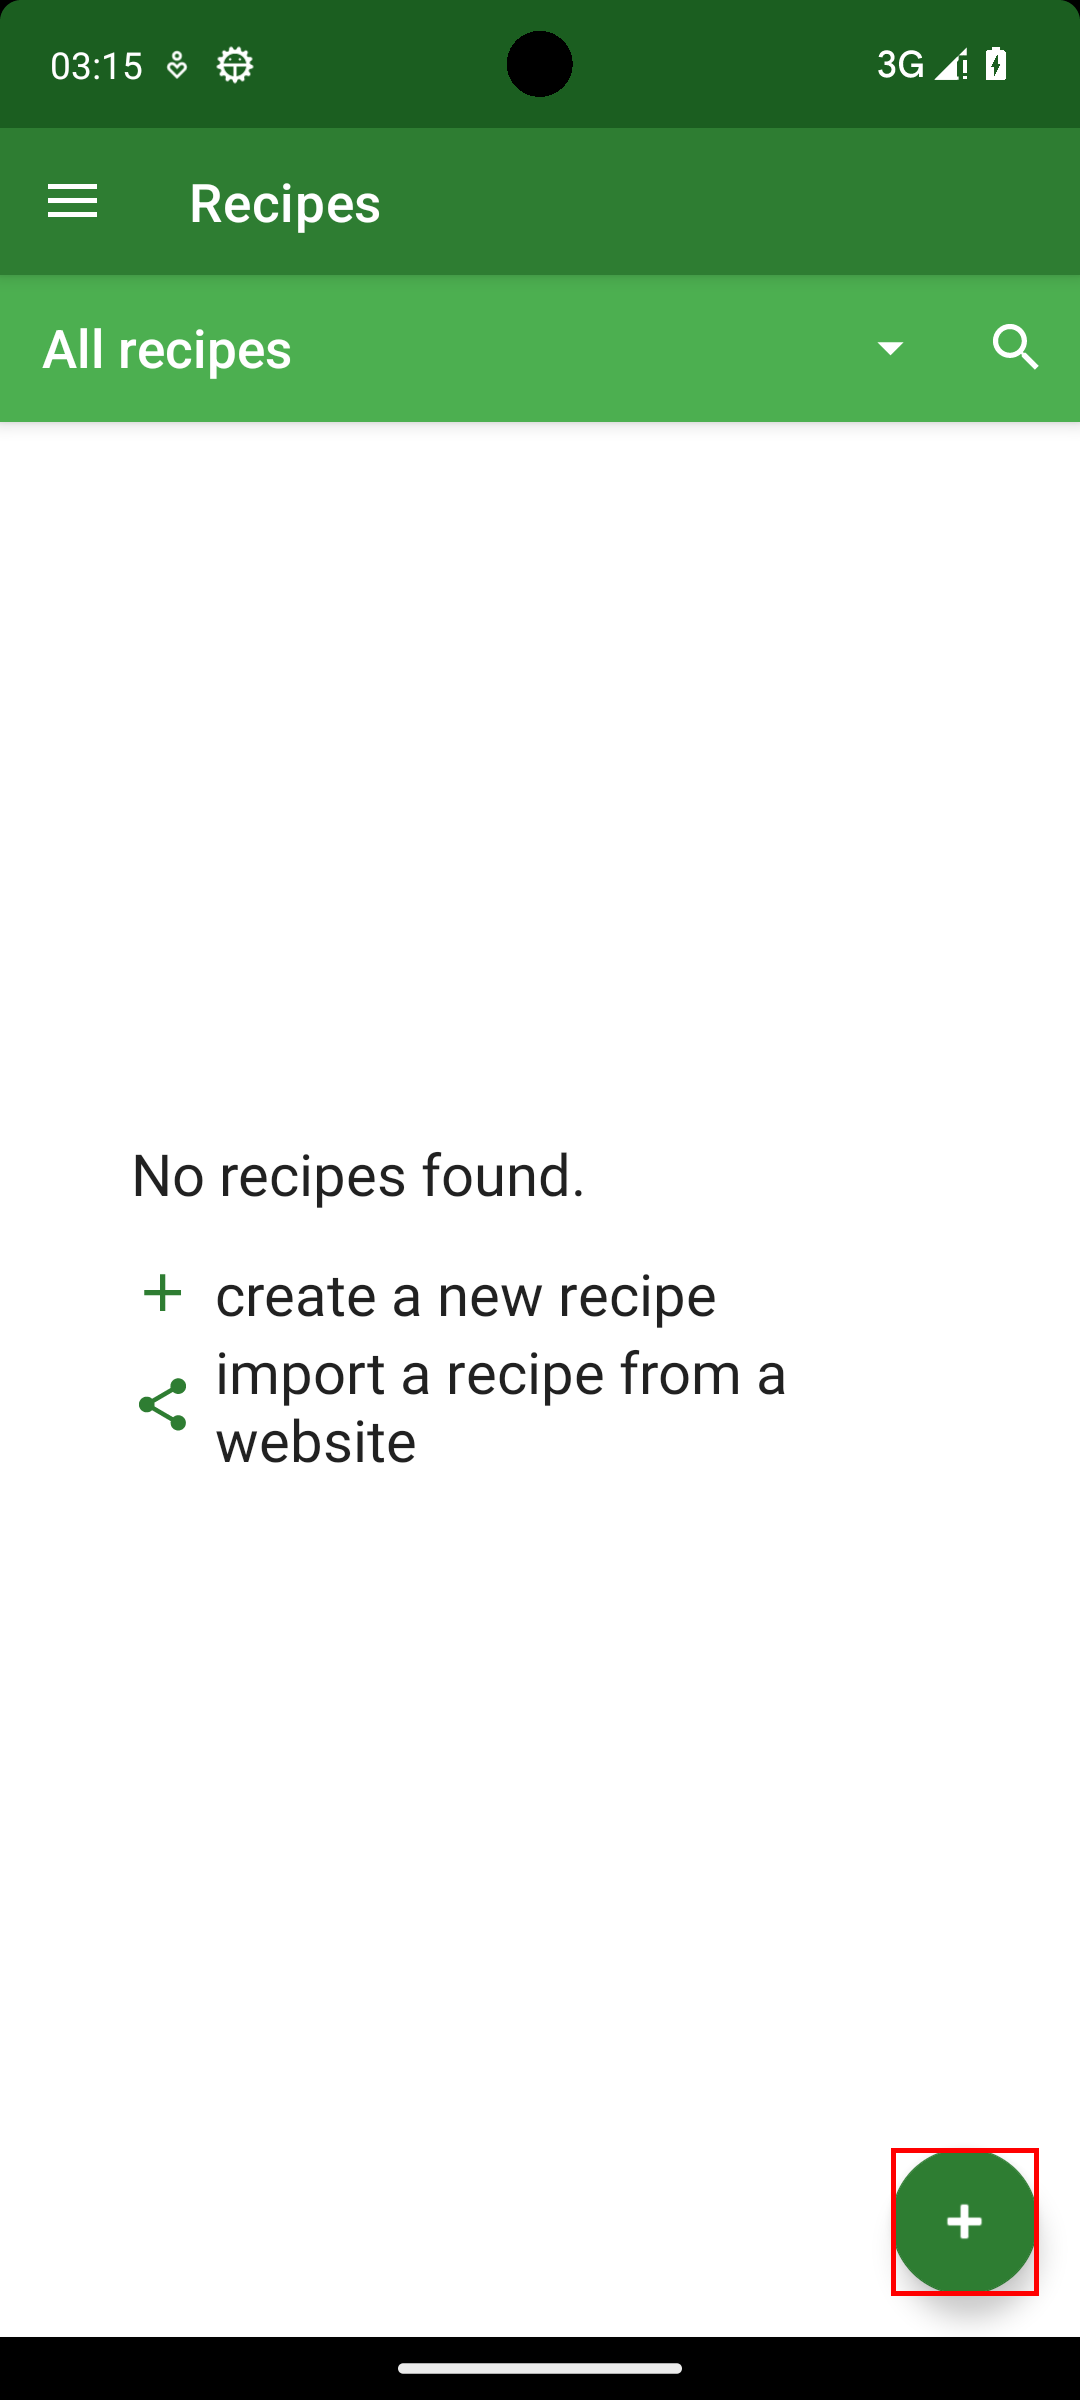 03:15
3G
Recipes
All recipes
No recipes found.
create a new recipe
import a recipe from a
website